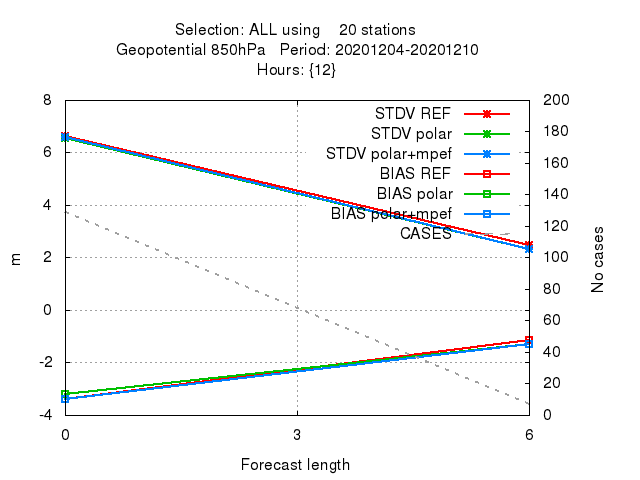 Selection: ALL using    20 stations
Geopotential 850hPa   Period: 20201204-20201210
Hours: {12}
8
6
4
2
0
-2
-4
m
200
180
160
140
120
100
80
60
40
20
0
No cases
STDV REF
STDV polar
STDV polar+mpef
BIAS REF
BIAS polar
BIAS polar+mpef
CASES
0
3
6
Forecast length